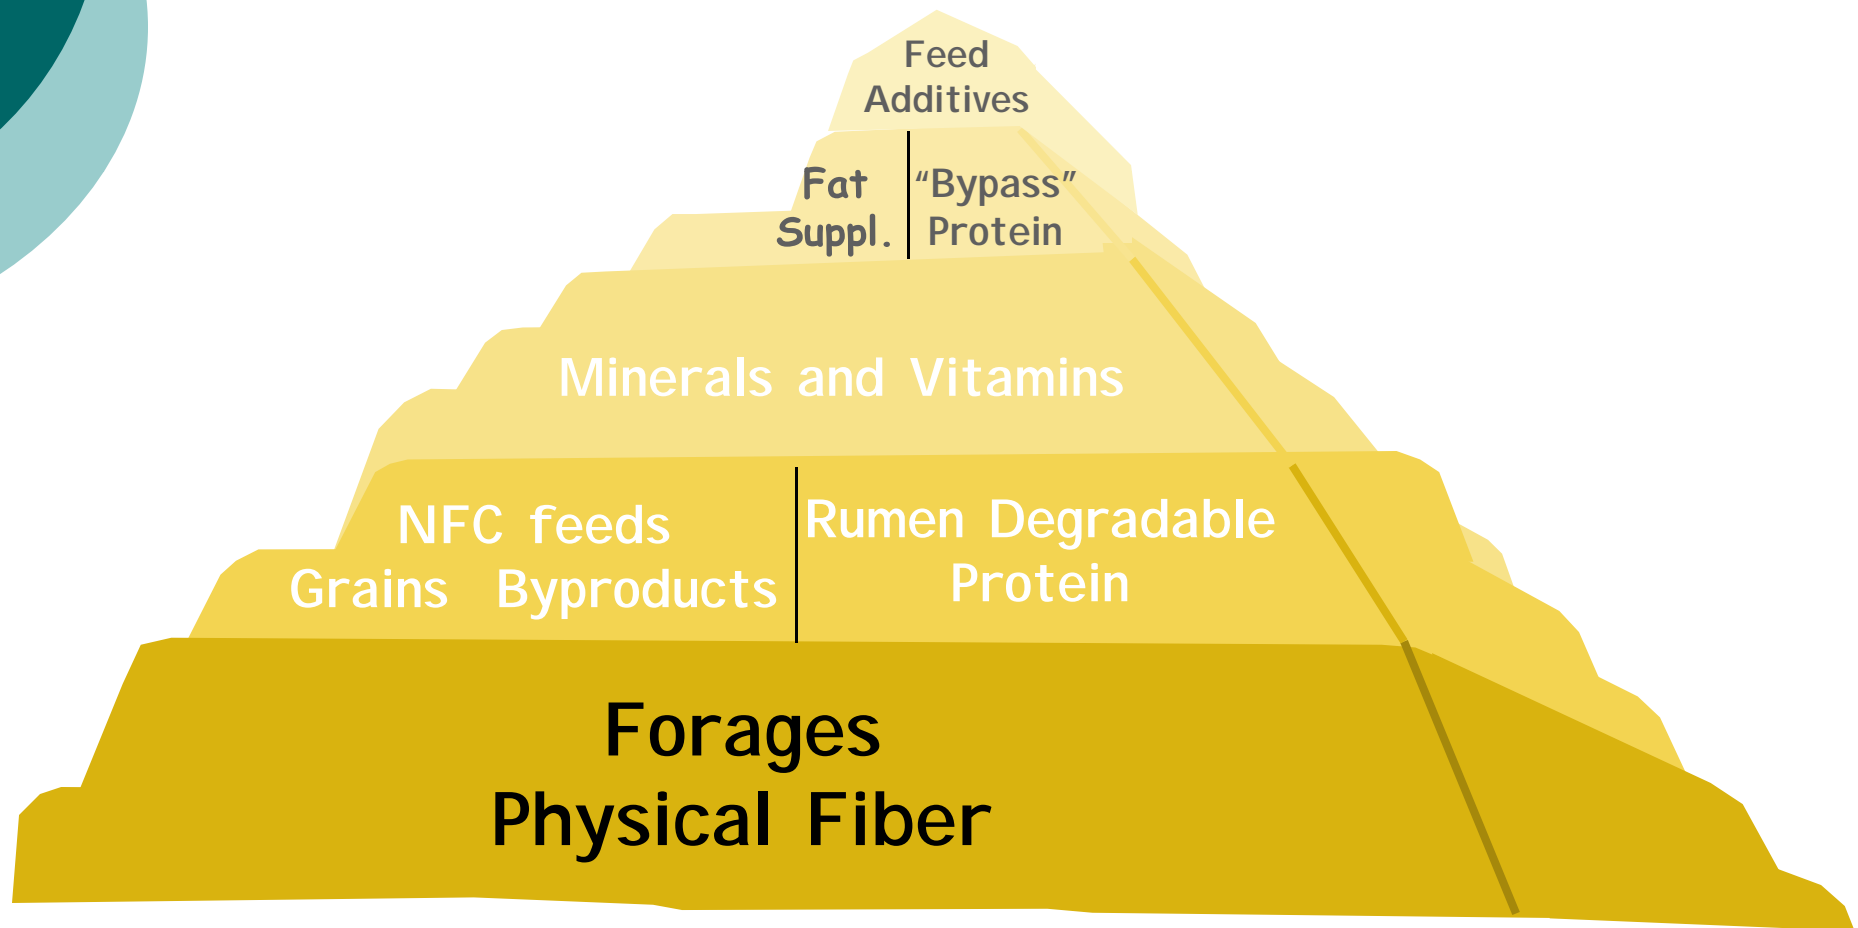 Feed
Additives
Fat
Suppl.
“Bypass”
Protein
Minerals and Vitamins
NFC feeds
Grains Byproducts
Rumen Degradable
Protein
Forages
Physical Fiber